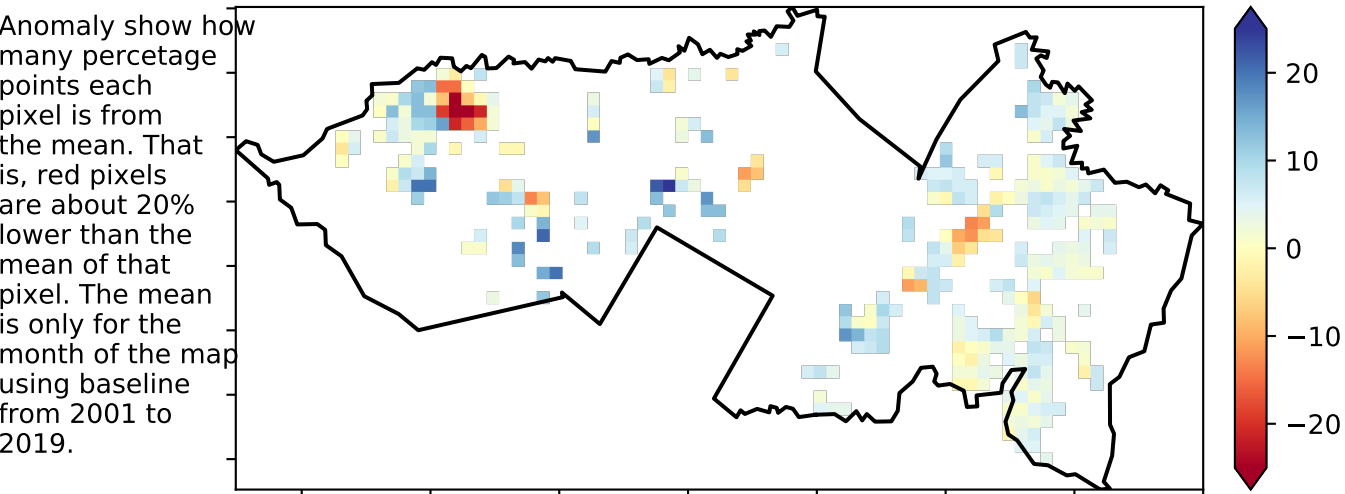 Anomaly show how
many percetage
points each
pixel is from
the mean. That
is, red pixels
are about 20%
lower than the
mean of that
pixel. The mean
is only for the
month of the map
using baseline
from 2001 to
2019.
20
10
0
−10
−20